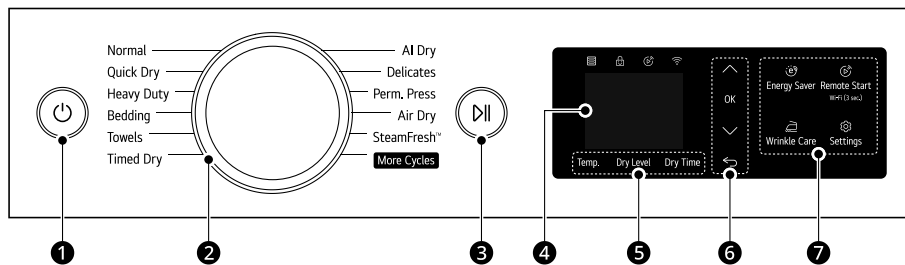 Normal
Quick Dry
Heavy Duty
Bedding
Towels
Timed Dry
AI Dry
Delicates
Perm. Press
Air Dry
SteamFresh™
More Cycles
Temp. Dry Level Dry Time
OK
Energy Saver Remote Start
Wi-Fi (3 sec.)
Wrinkle Care Settings
1 2 3 4 5 6 7